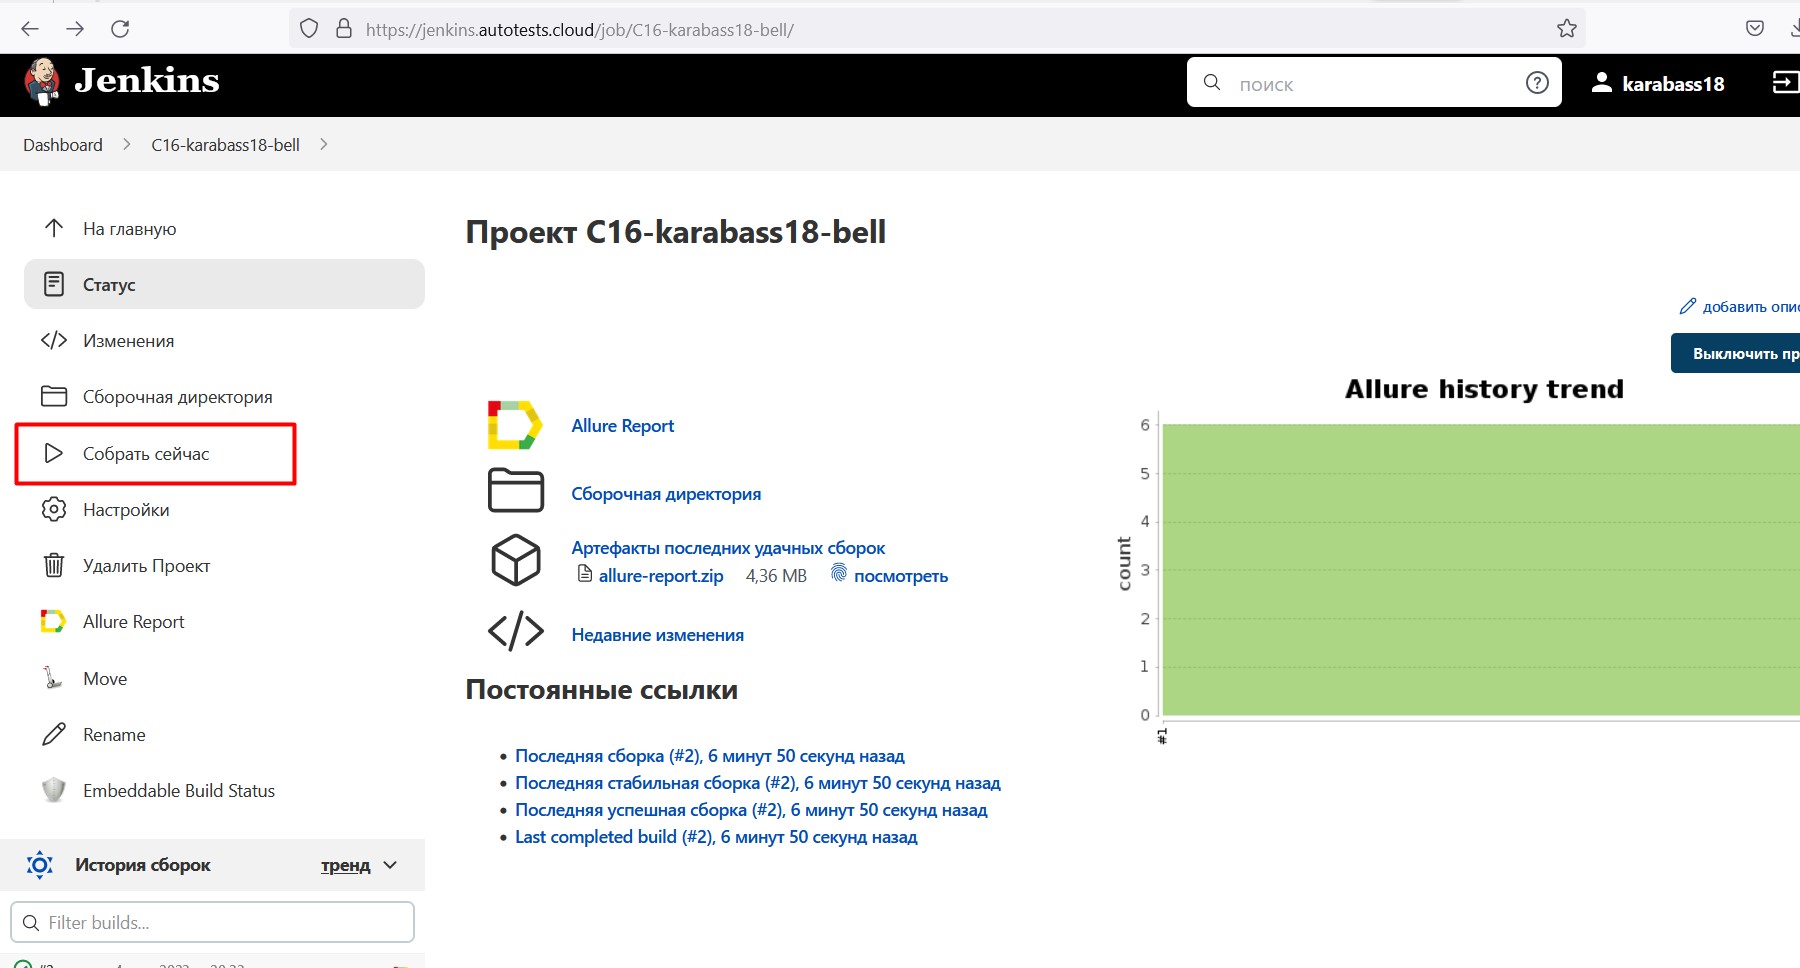 https://jenkins.autotests.cloud/job/C16-karabass18-bell/
Jenkins
поиск
karabass18
Dashboard
C16-karabass18-bell
На главную
Статус
Изменения
Сборочная директория
Собрать сейчас
Настройки
Удалить Проект
Allure Report
Move
Rename
Embeddable Build Status
История сборок
тренд
Filter builds...
Проект C16-karabass18-bell
добавить опис
Выключить пр
Allure Report
Сборочная директория
Артефакты последних удачных сборок
allure-report.zip 4,36 MB посмотреть
Недавние изменения
Постоянные ссылки
Последняя сборка (#2), 6 минут 50 секунд назад
Последняя стабильная сборка (#2), 6 минут 50 секунд назад
Последняя успешная сборка (#2), 6 минут 50 секунд назад
Last completed build (#2), 6 минут 50 секунд назад
Allure history trend
count
6
5
4
3
2
1
0
#1